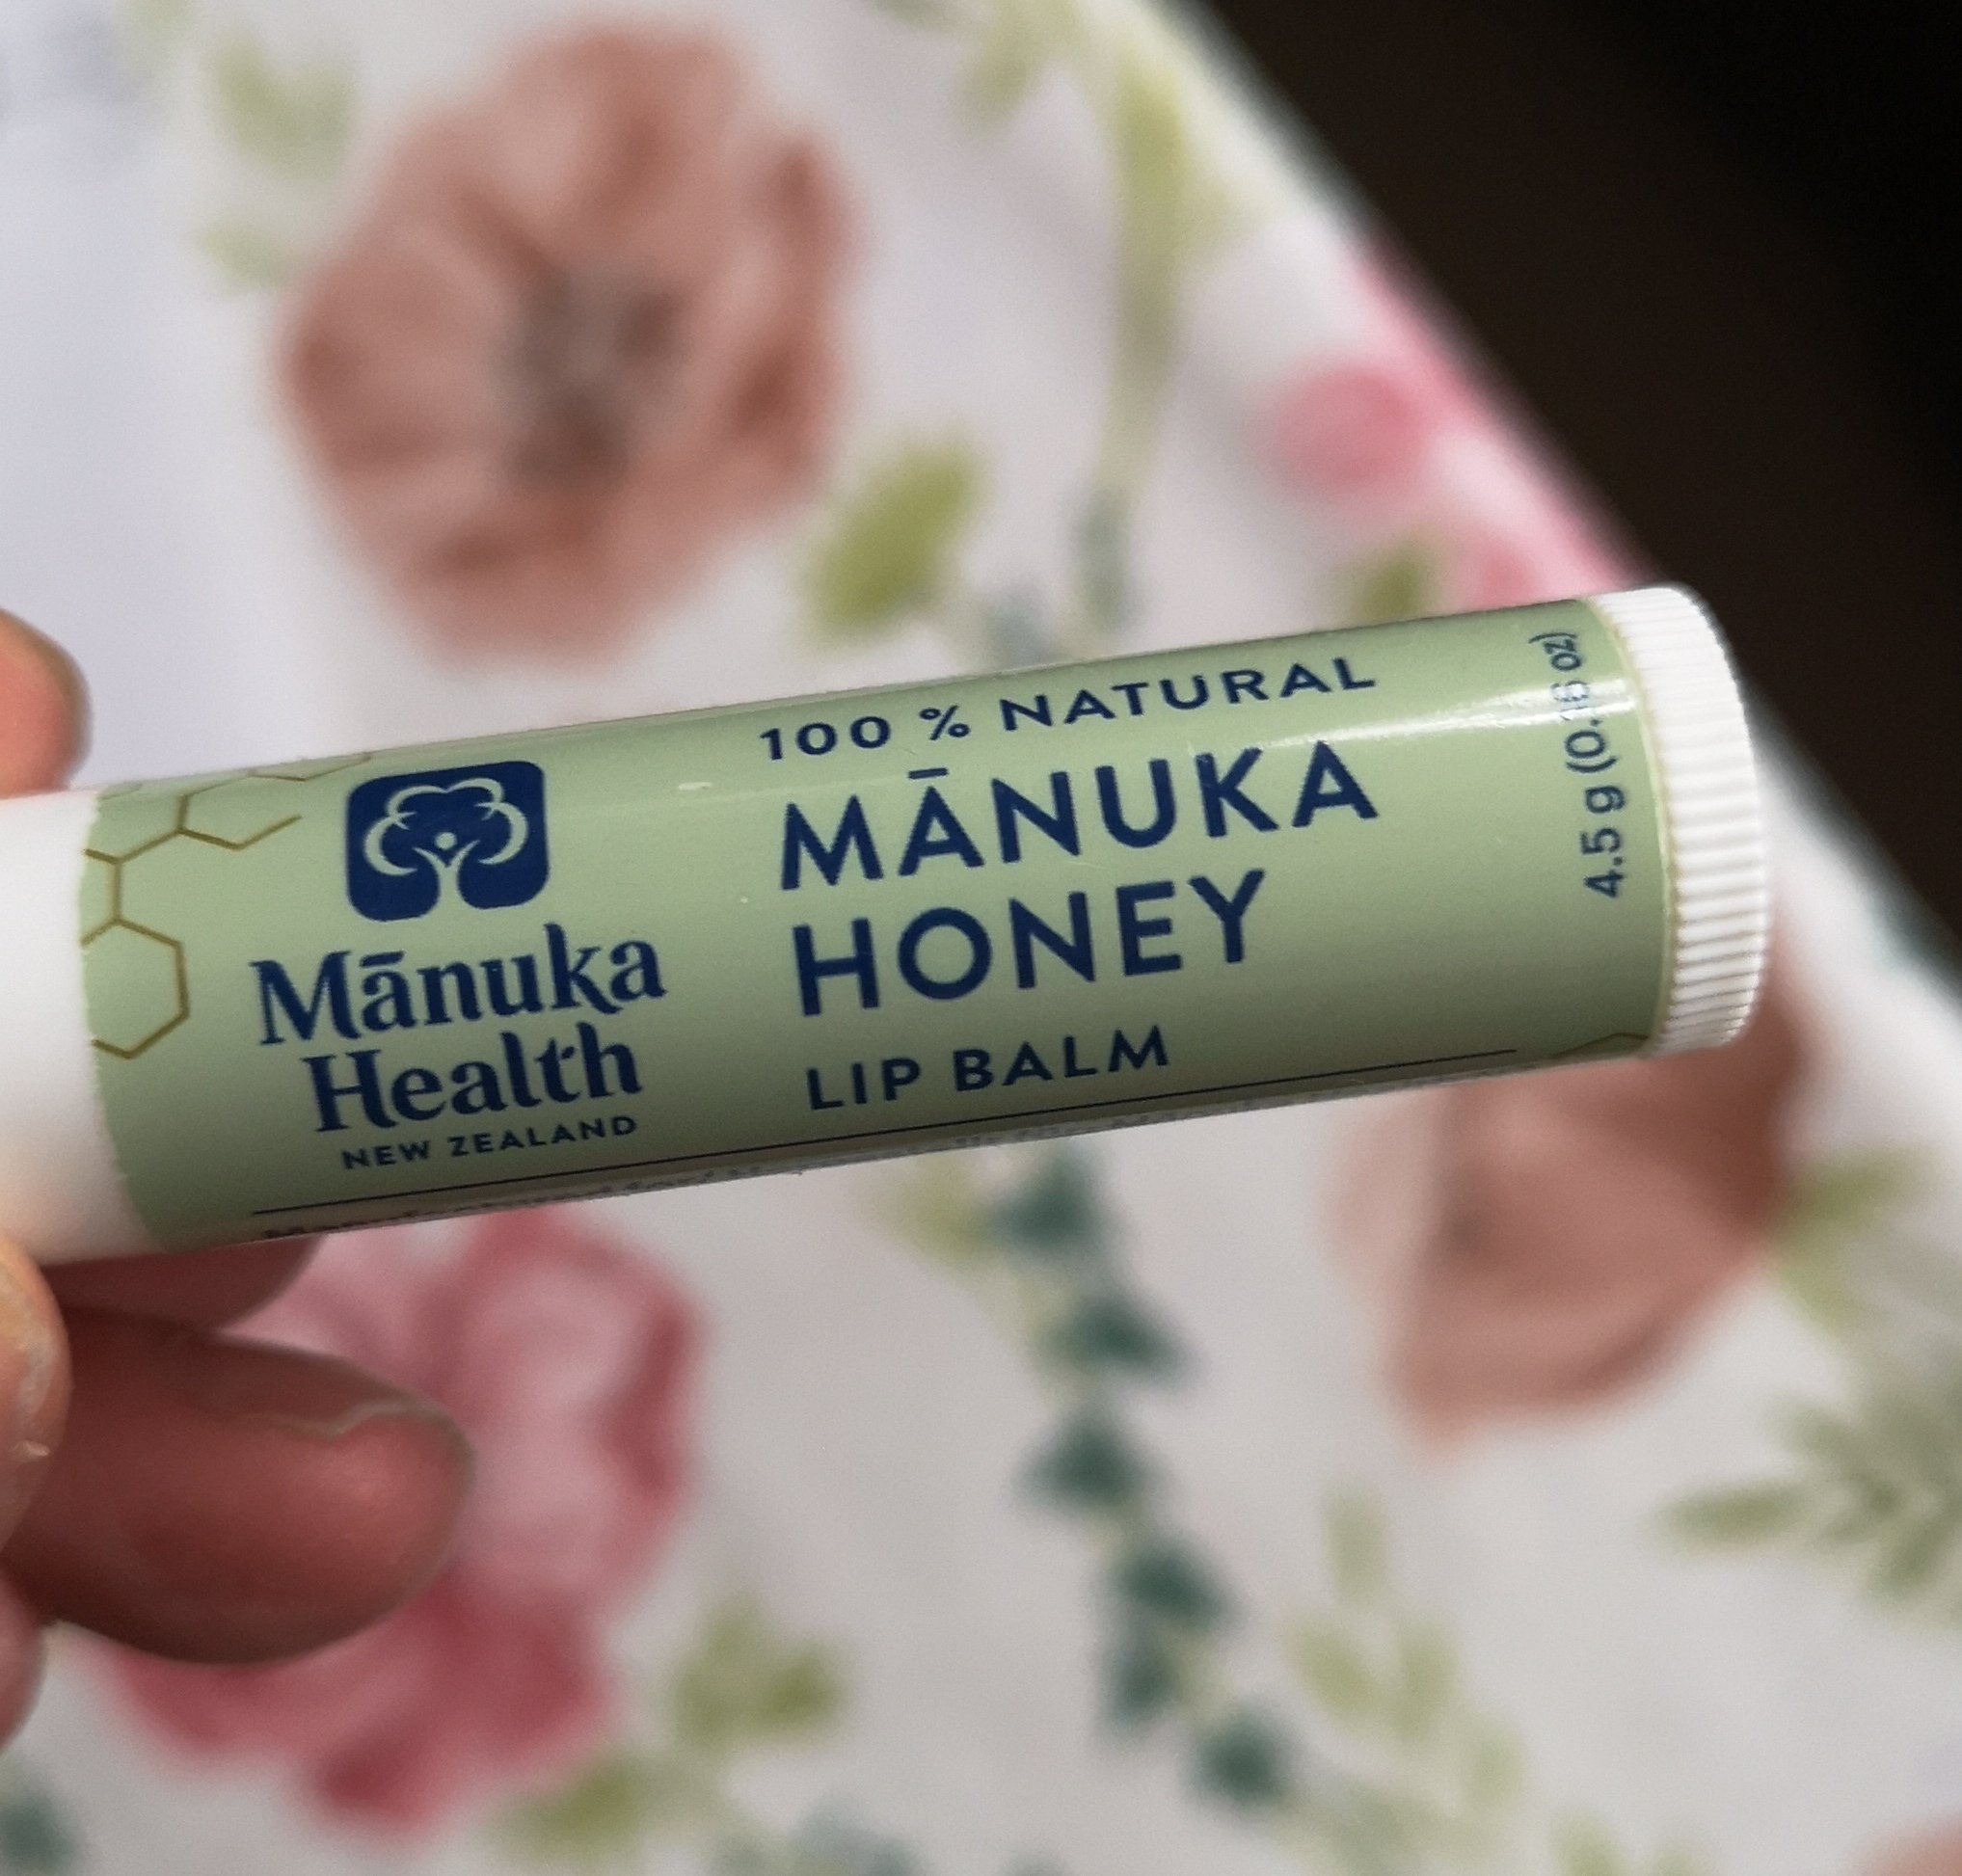 Mānuka
Health
NEW ZEALAND
100 % NATURAL
MĀNUKA
HONEY
LIP BALM
4.5 g (0.16 oz)